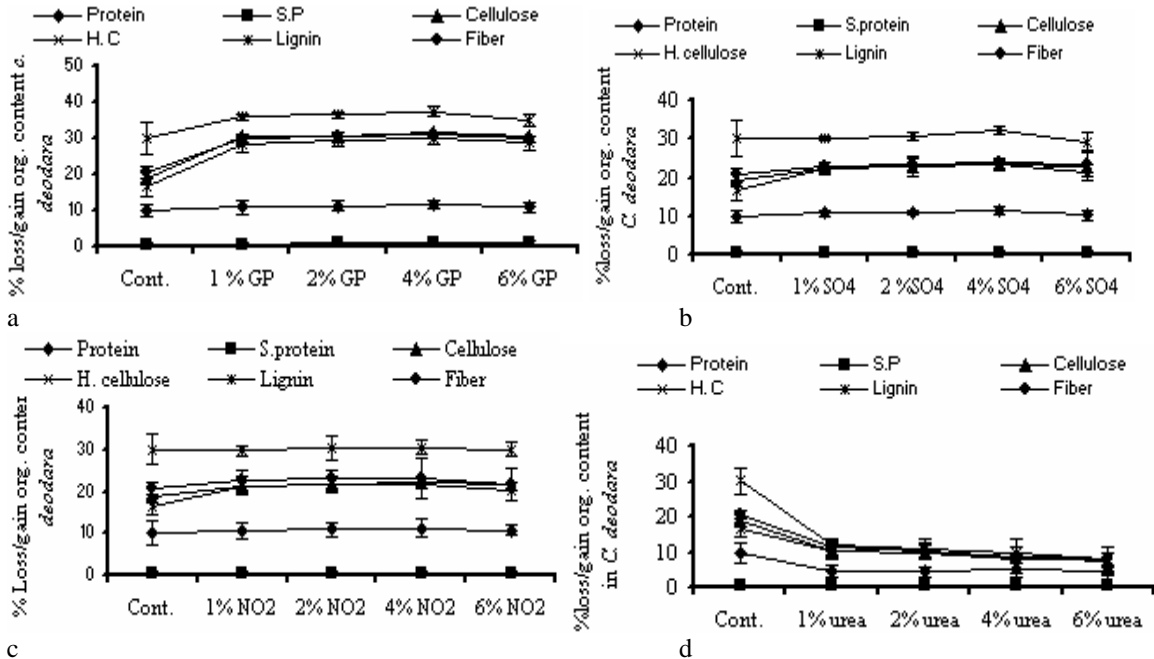 Protein S.P Cellulose
H. C Lignin Fiber
% loss/gain org. content c.
deodara
50
40
30
20
10
0
Cont. 1 % GP 2% GP 4% GP 6% GP
a
Protein S.protein Cellulose
H. cellulose Lignin Fiber
%loss/gain org. content
C. deodara
40
30
20
10
0
Cont. 1% SO4 2 %SO4 4% SO4 6% SO4
b
Protein S.protein Cellulose
H. cellulose Lignin Fiber
% Loss/gain org. conter
deodara
40
30
20
10
0
Cont. 1% NO2 2% NO2 4% NO2 6% NO2
c
Protein S.P Cellulose
H. C Lignin Fiber
%loss/gain org. content
in C. deodara
40
30
20
10
0
Cont. 1% urea 2% urea 4% urea 6% urea
d